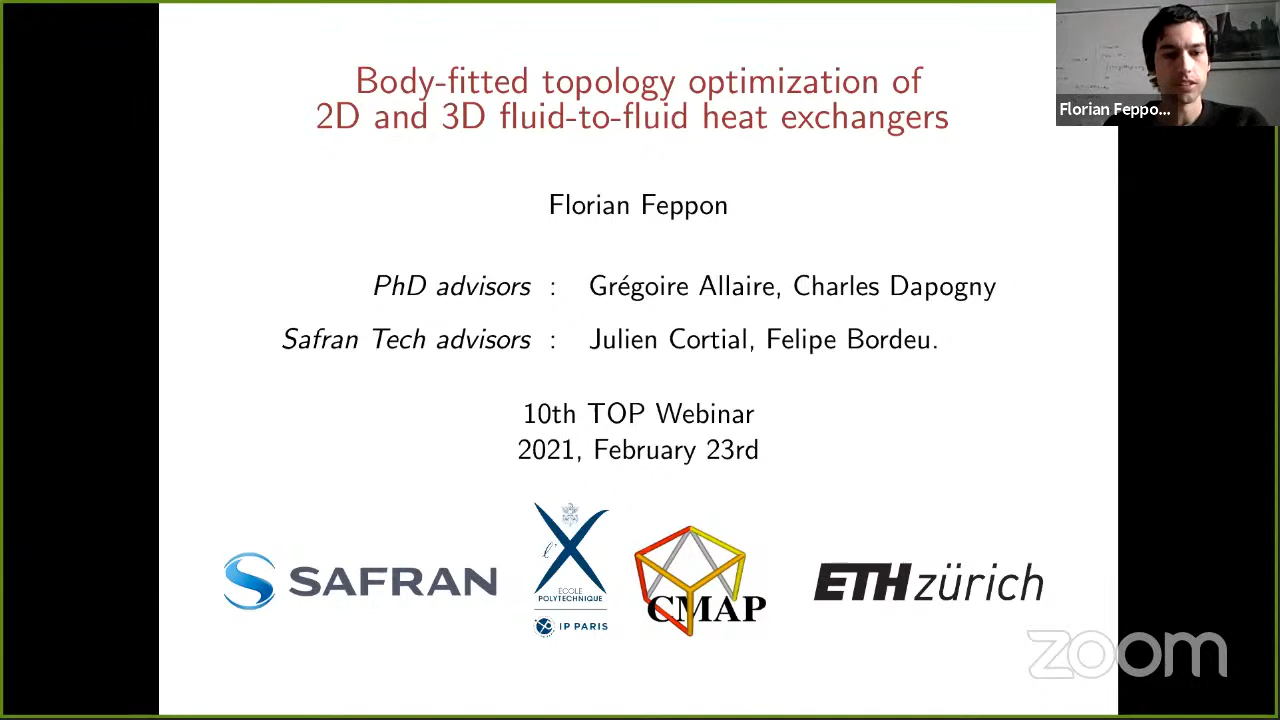 Body-fitted topology optimization of
2D and 3D fluid-to-fluid heat exchangers
Florian Feppo...
Florian Feppon
PhD advisors : Grégoire Allaire, Charles Dapogny
Safran Tech advisors : Julien Cortial, Felipe Bordeu.
10th TOP Webinar
2021, February 23rd
SAFRAN
l'X
ÉCOLE
POLYTECHNIQUE
IP PARIS
CMAP
ETH zürich
zoom